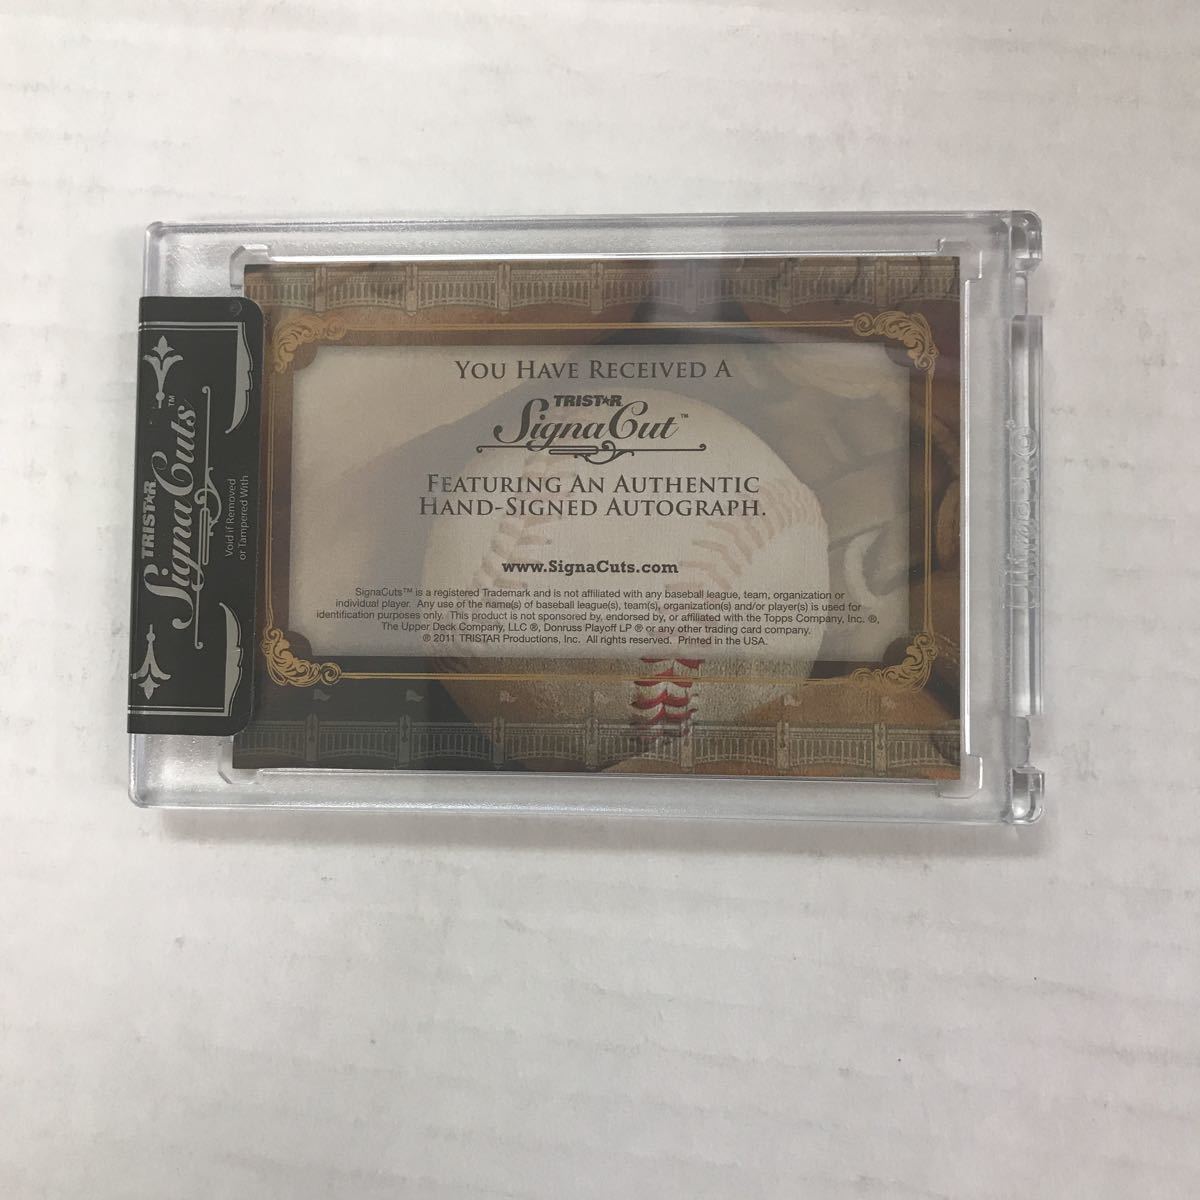 YOU HAVE RECEIVED A
TRISTAR
SignaCut™
FEATURING AN AUTHENTIC
HAND-SIGNED AUTOGRAPH.
www.SignaCuts.com
SignaCuts™ is a registered Trademark and is not affiliated with any baseball league, team, organization or
individual player. Any use of the name(s) of baseball league(s), team(s), organization(s) and/or player(s) is used for
identification purposes only. This product is not sponsored by, endorsed by, or affiliated with the Topps Company, Inc. ®,
The Upper Deck Company, LLC ®, Donruss Playoff LP ® or any other trading card company.
® 2011 TRISTAR Productions, Inc. All rights reserved. Printed in the USA.
TRISTAR
SignaCuts™
Void if Removed
or Tampered With